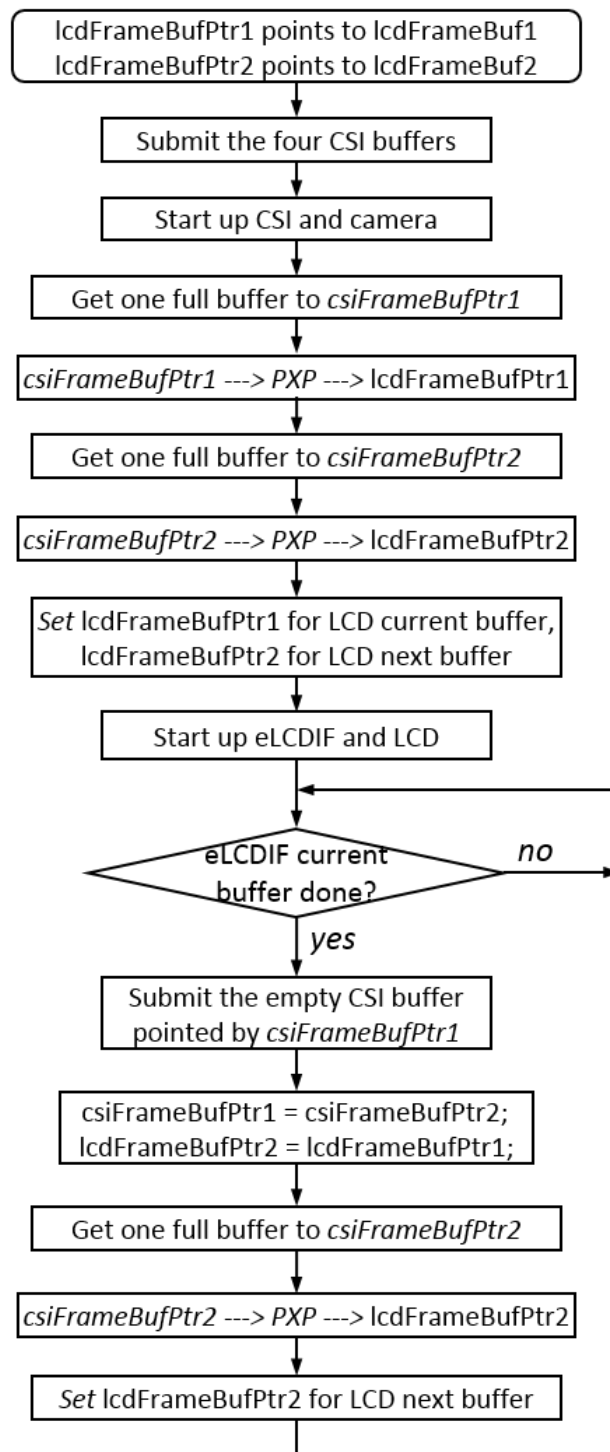 lcdFrameBufPtr1 points to lcdFrameBuf1
lcdFrameBufPtr2 points to lcdFrameBuf2
Submit the four CSI buffers
Start up CSI and camera
Get one full buffer to csiFrameBufPtr1
csiFrameBufPtr1 ---> PXP ---> lcdFrameBufPtr1
Get one full buffer to csiFrameBufPtr2
csiFrameBufPtr2 ---> PXP ---> lcdFrameBufPtr2
Set lcdFrameBufPtr1 for LCD current buffer,
lcdFrameBufPtr2 for LCD next buffer
Start up eLCDIF and LCD
eLCDIF current
buffer done?
no
yes
Submit the empty CSI buffer
pointed by csiFrameBufPtr1
csiFrameBufPtr1 = csiFrameBufPtr2;
lcdFrameBufPtr2 = lcdFrameBufPtr1;
Get one full buffer to csiFrameBufPtr2
csiFrameBufPtr2 ---> PXP ---> lcdFrameBufPtr2
Set lcdFrameBufPtr2 for LCD next buffer